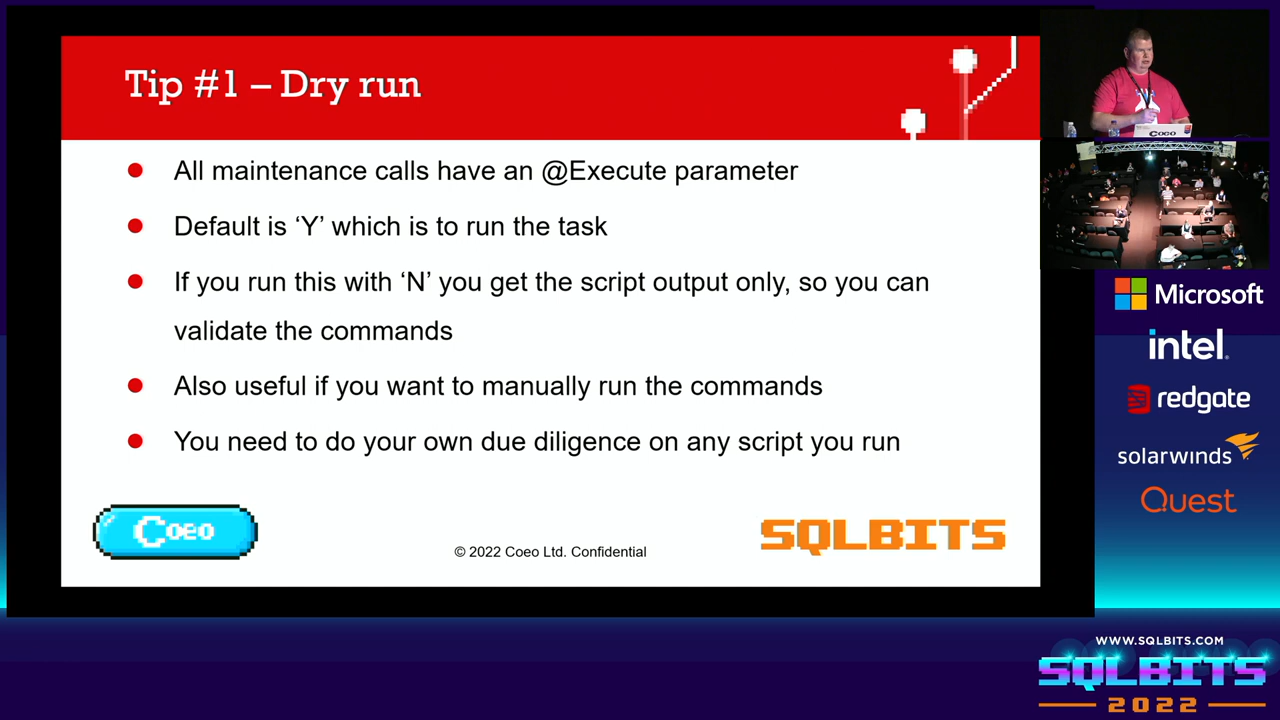 Tip #1 – Dry run
All maintenance calls have an @Execute parameter
Default is ‘Y’ which is to run the task
If you run this with ‘N’ you get the script output only, so you can
validate the commands
Also useful if you want to manually run the commands
You need to do your own due diligence on any script you run
Coeo
© 2022 Coeo Ltd. Confidential
SQLBITS
Coeo
Microsoft
intel.
redgate
solarwinds
Quest
WWW.SQLBITS.COM
SQLBITS
2022